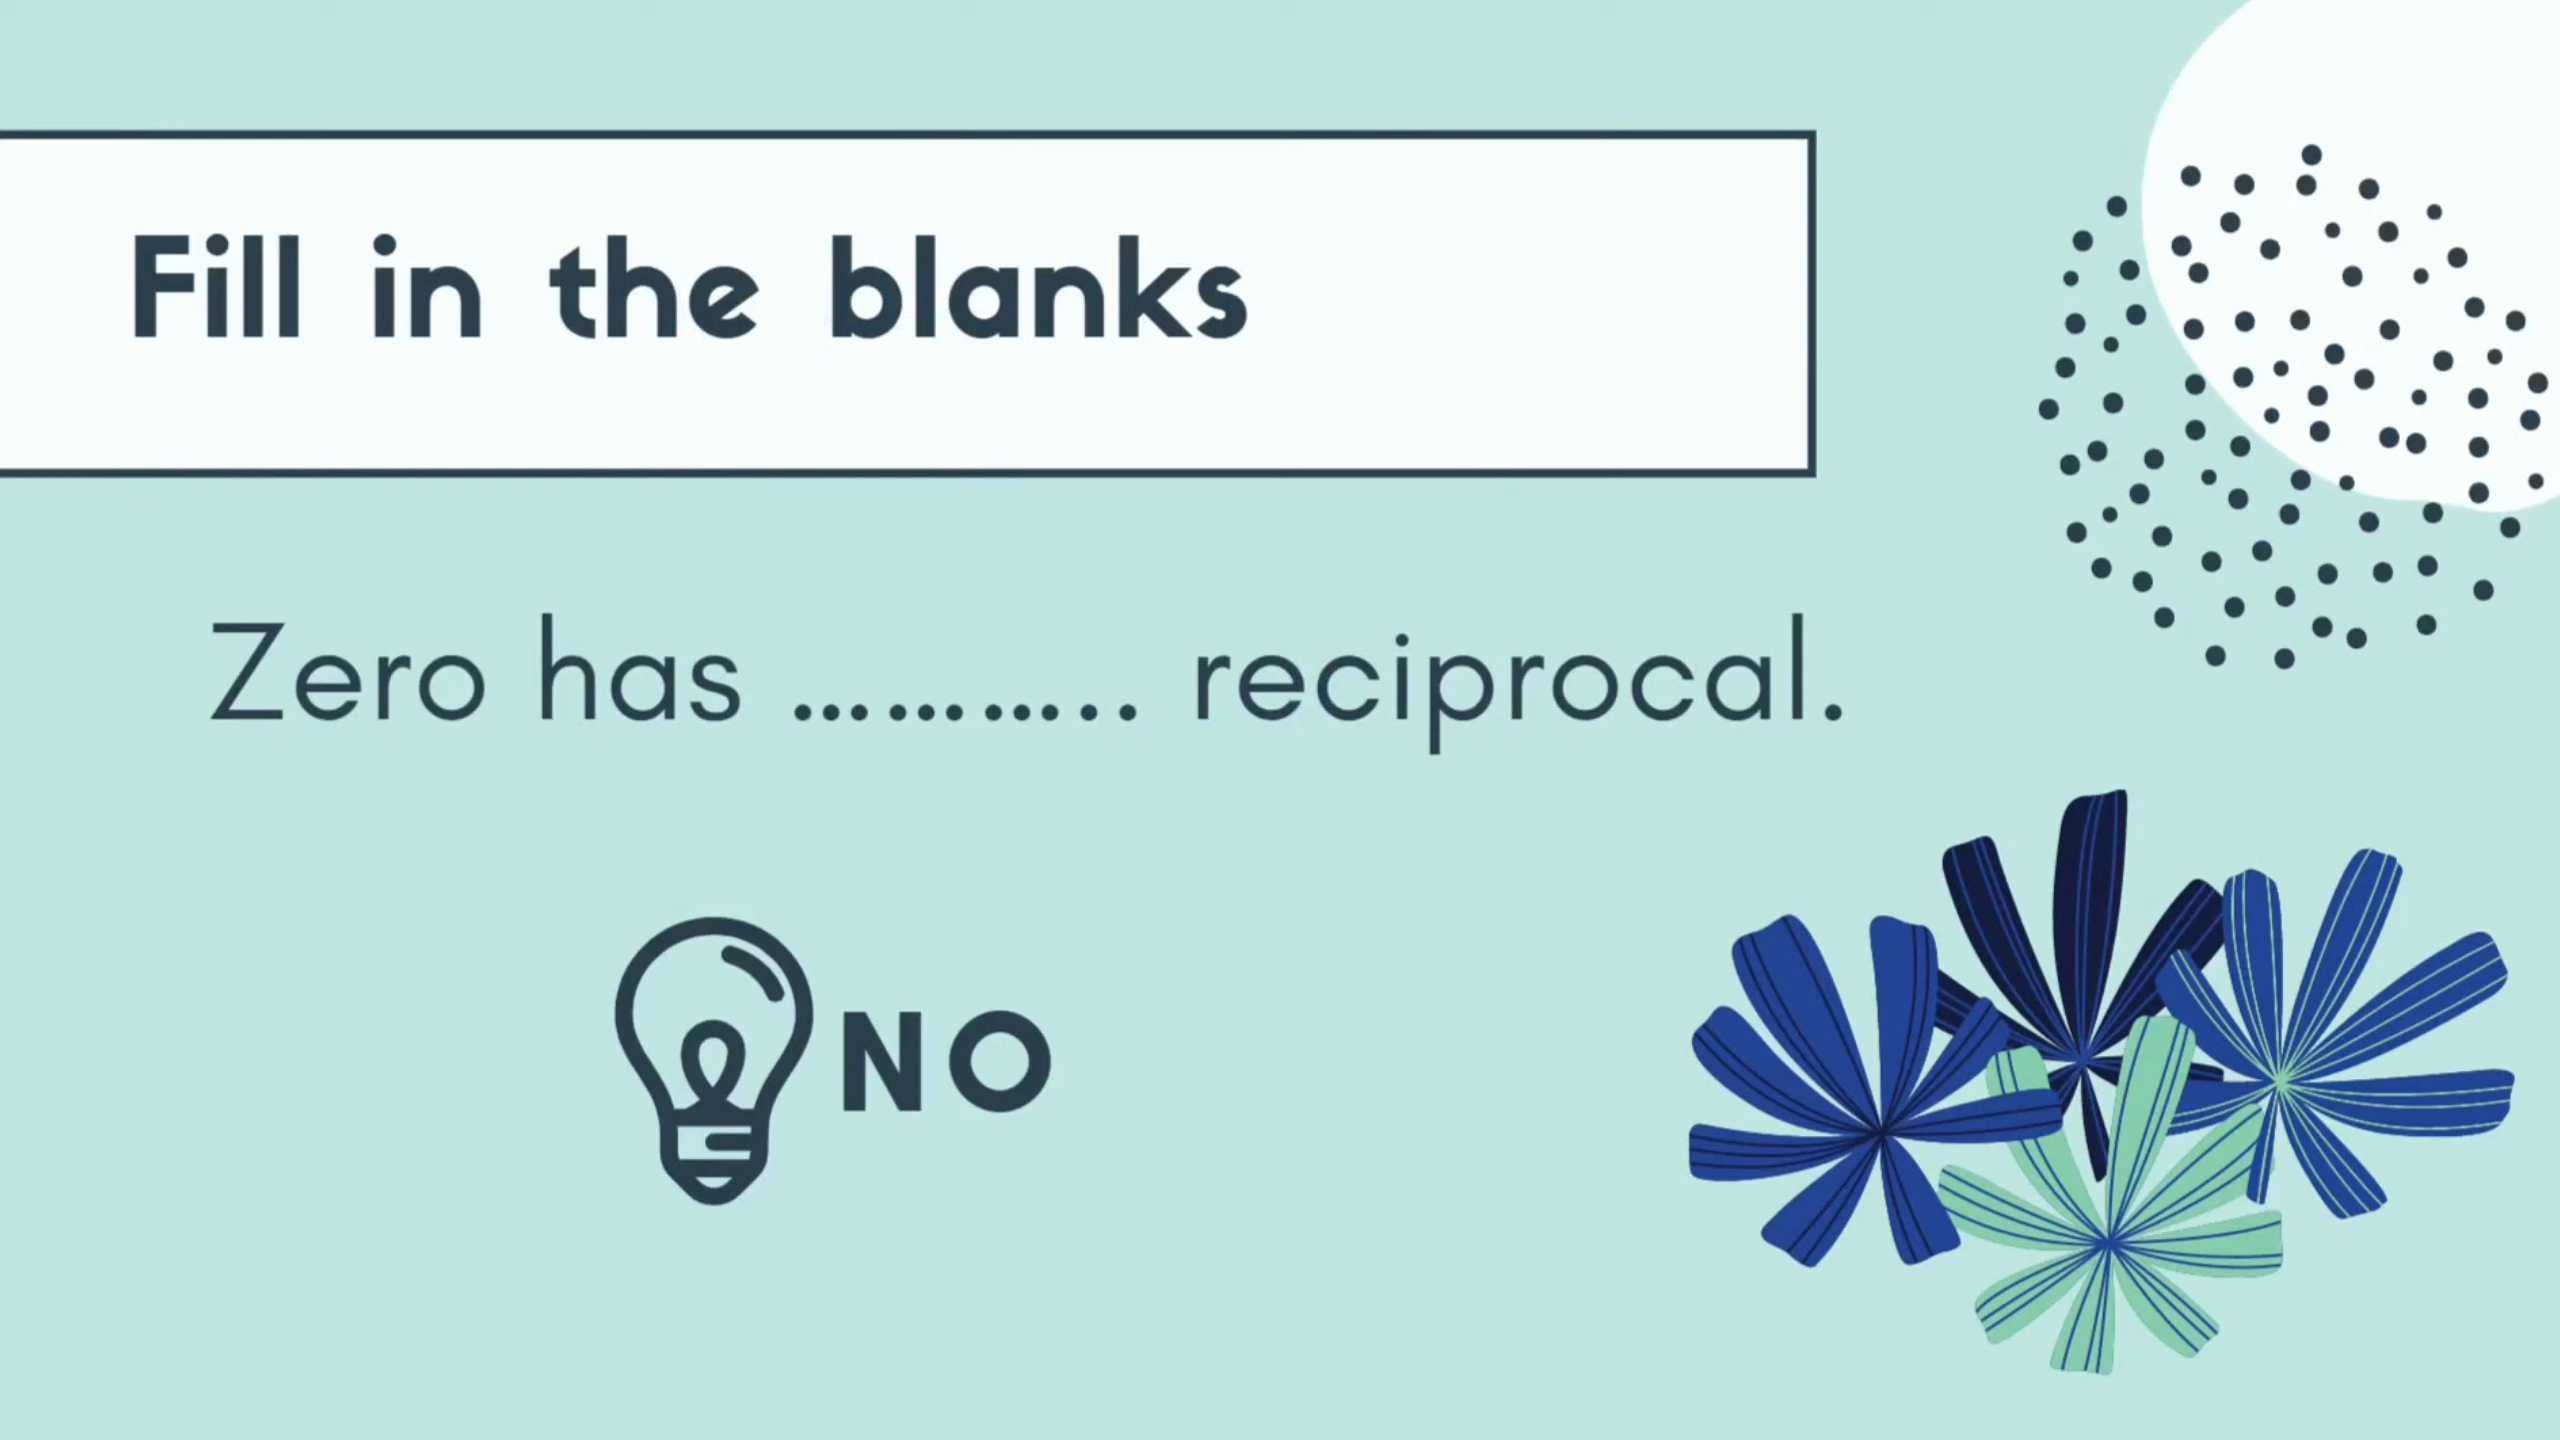 Fill in the blanks
Zero has ……….. reciprocal.
NO